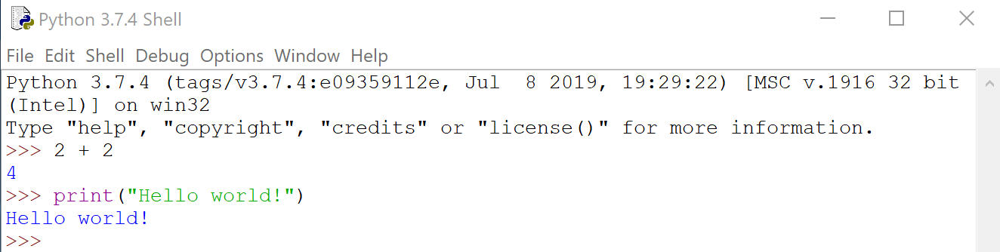 Python 3.7.4 Shell
File Edit Shell Debug Options Window Help
Python 3.7.4 (tags/v3.7.4:e09359112e, Jul  8 2019, 19:29:22) [MSC v.1916 32 bit
(Intel)] on win32
Type "help", "copyright", "credits" or "license()" for more information.
>>> 2 + 2
4
>>> print("Hello world!")
Hello world!
>>>